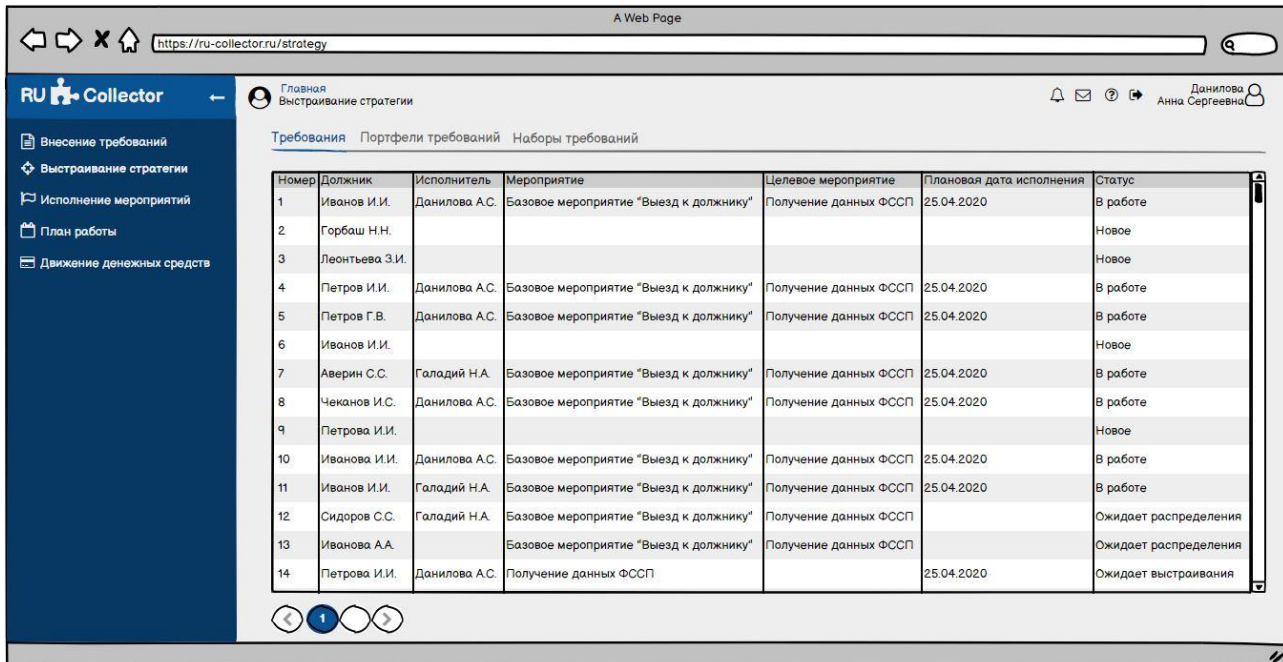 A Web Page
https://ru-collector.ru/strategy
RU Collector
Главная
Выстраивание стратегии
Данилова
Анна Сергеевна
Внесение требований
Выстраивание стратегии
Исполнение мероприятий
План работы
Движение денежных средств
Требования Портфели требований Наборы требований
Номер Должник Исполнитель Мероприятие Целевое мероприятие Плановая дата исполнения Статус
1 Иванов И.И. Данилова А.С. Базовое мероприятие "Выезд к должнику" Получение данных ФССП 25.04.2020 В работе
2 Горбаш Н.Н. Новое
3 Леонтьева З.И. Новое
4 Петров И.И. Данилова А.С. Базовое мероприятие "Выезд к должнику" Получение данных ФССП 25.04.2020 В работе
5 Петров Г.В. Данилова А.С. Базовое мероприятие "Выезд к должнику" Получение данных ФССП 25.04.2020 В работе
6 Иванов И.И. Новое
7 Аверин С.С. Галадий Н.А. Базовое мероприятие "Выезд к должнику" Получение данных ФССП 25.04.2020 В работе
8 Чеканов И.С. Данилова А.С. Базовое мероприятие "Выезд к должнику" Получение данных ФССП 25.04.2020 В работе
9 Петрова И.И. Новое
10 Иванова И.И. Данилова А.С. Базовое мероприятие "Выезд к должнику" Получение данных ФССП 25.04.2020 В работе
11 Иванов И.И. Галадий Н.А. Базовое мероприятие "Выезд к должнику" Получение данных ФССП 25.04.2020 В работе
12 Сидоров С.С. Галадий Н.А. Базовое мероприятие "Выезд к должнику" Получение данных ФССП Ожидает распределения
13 Иванова А.А. Базовое мероприятие "Выезд к должнику" Получение данных ФССП Ожидает распределения
14 Петрова И.И. Данилова А.С. Получение данных ФССП 25.04.2020 Ожидает выстраивания
1